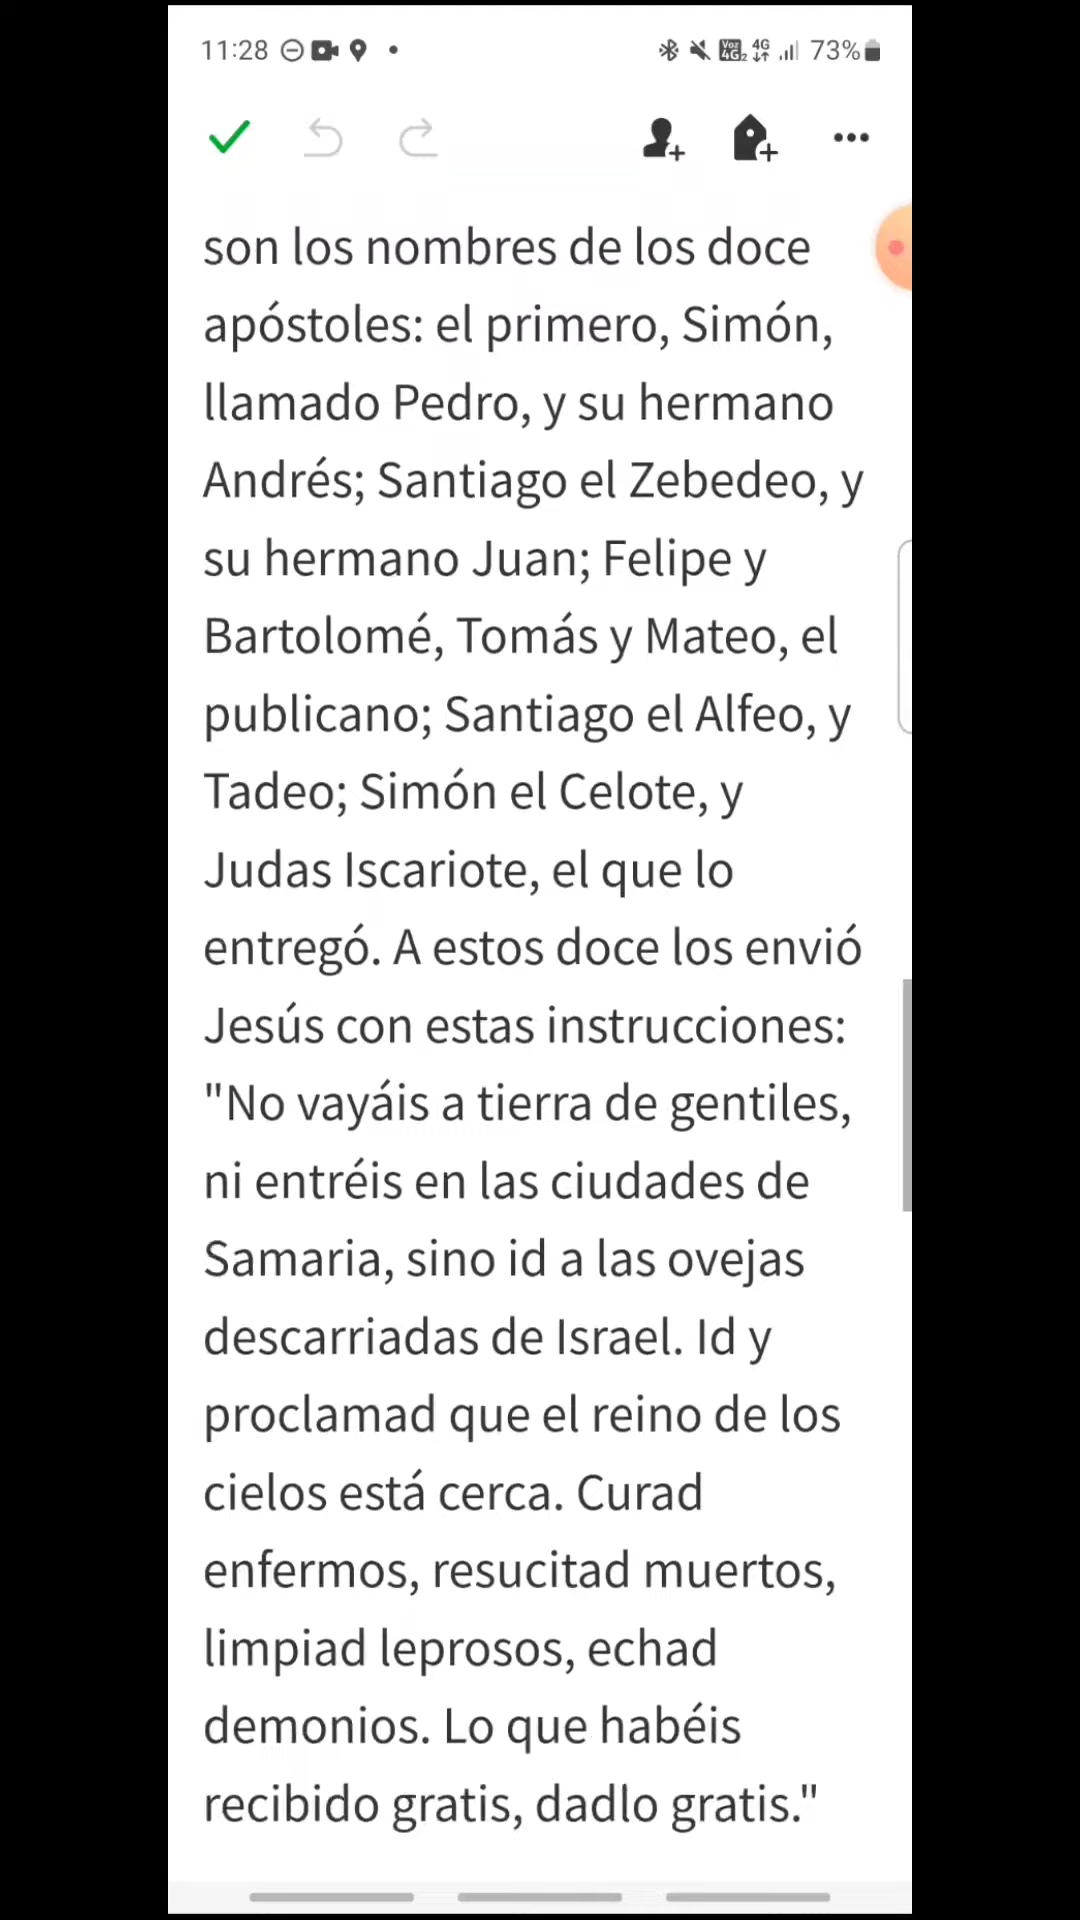 11:28 73%
son los nombres de los doce
apóstoles: el primero, Simón,
llamado Pedro, y su hermano
Andrés; Santiago el Zebedeo, y
su hermano Juan; Felipe y
Bartolomé, Tomás y Mateo, el
publicano; Santiago el Alfeo, y
Tadeo; Simón el Celote, y
Judas Iscariote, el que lo
entregó. A estos doce los envió
Jesús con estas instrucciones:
"No vayáis a tierra de gentiles,
ni entréis en las ciudades de
Samaria, sino id a las ovejas
descarriadas de Israel. Id y
proclamad que el reino de los
cielos está cerca. Curad
enfermos, resucitad muertos,
limpiad leprosos, echad
demonios. Lo que habéis
recibido gratis, dadlo gratis."